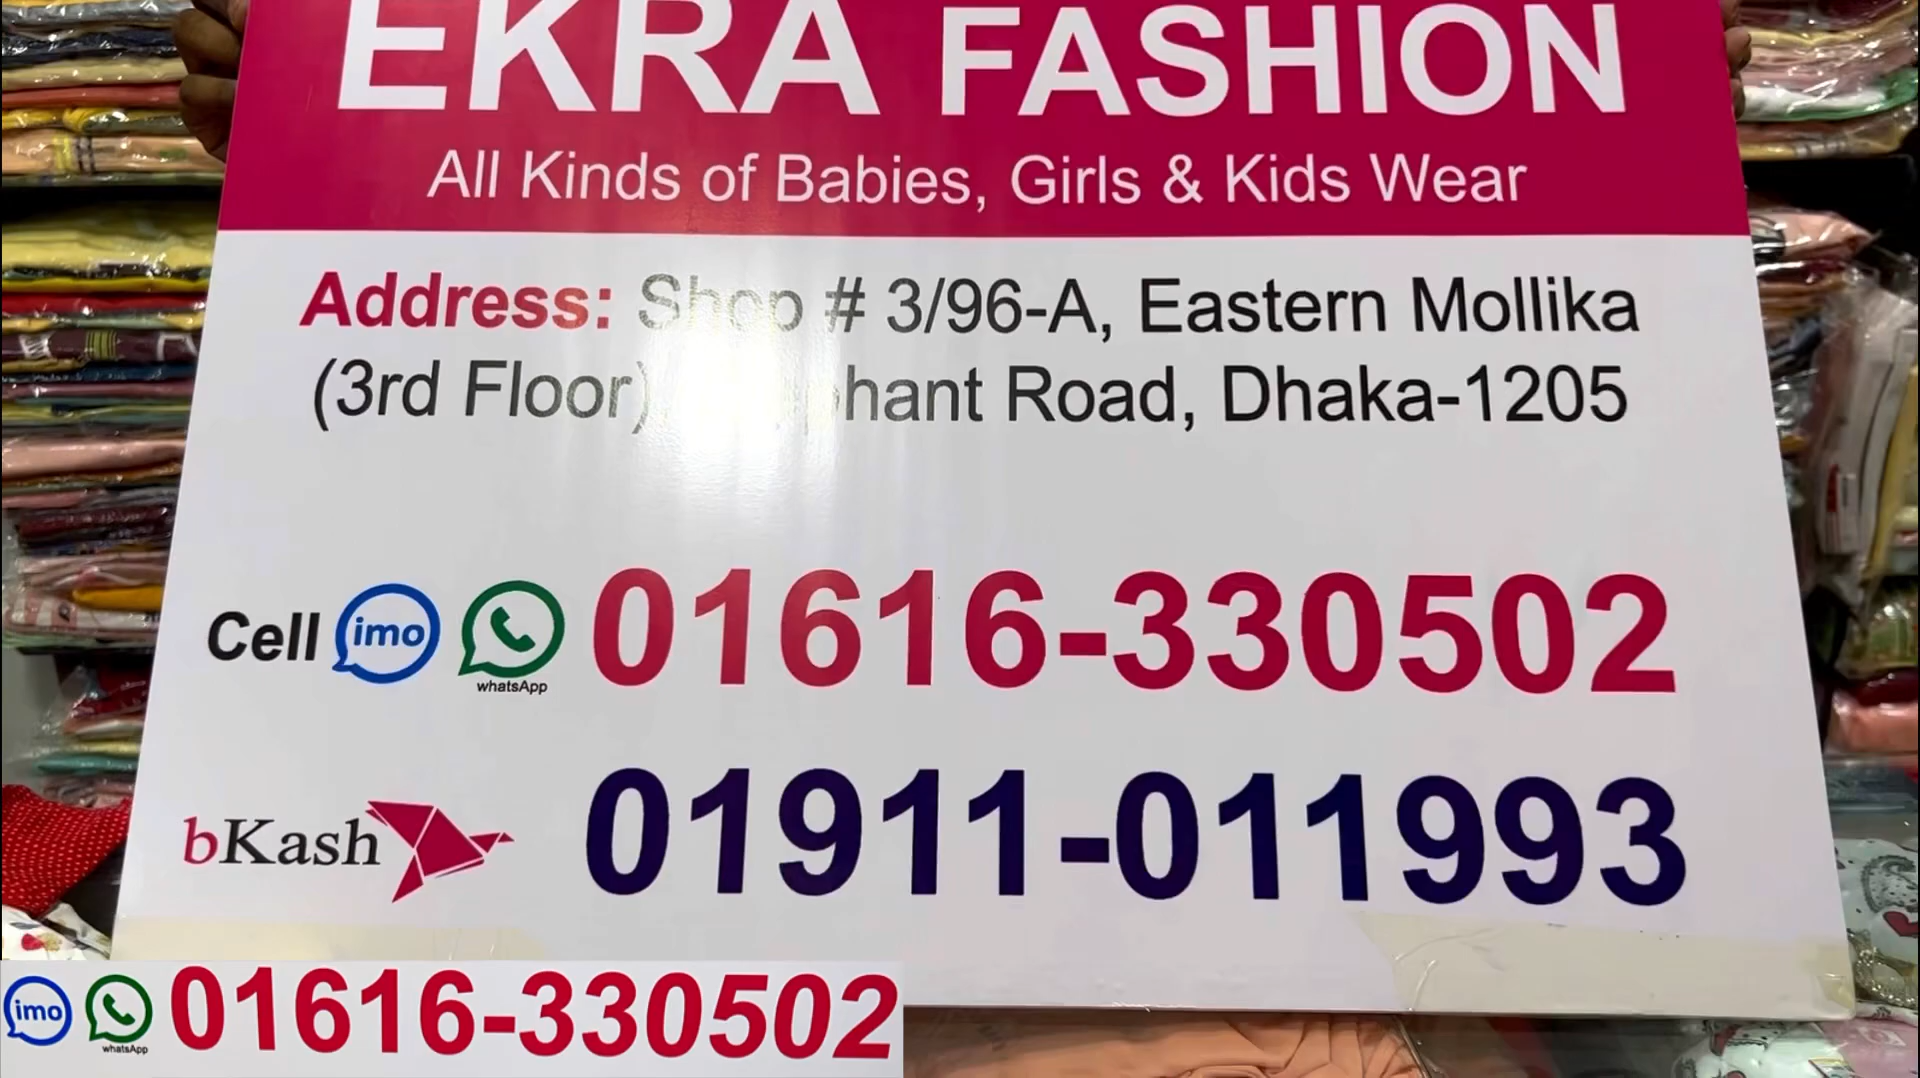 EKRA FASHION
All Kinds of Babies, Girls & Kids Wear
Address: Shop # 3/96-A, Eastern Mollika
(3rd Floor), Road, Dhaka-1205
Cell imo whatsApp 01616-330502
bKash 01911-011993
imo whatsApp 01616-330502